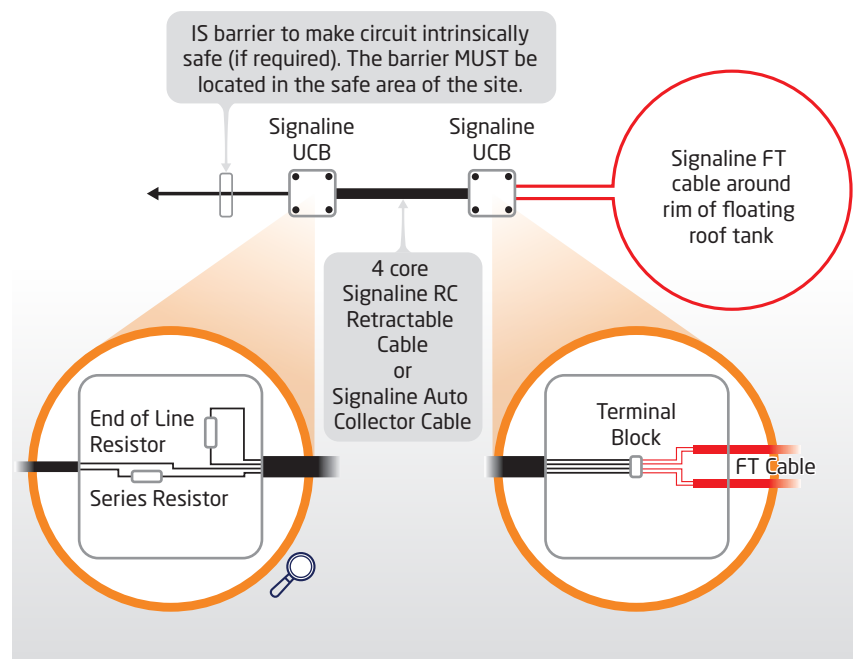 IS barrier to make circuit intrinsically
safe (if required). The barrier MUST be
located in the safe area of the site.
Signaline
UCB
Signaline
UCB
Signaline FT
cable around
rim of floating
roof tank
4 core
Signaline RC
Retractable
Cable
or
Signaline Auto
Collector Cable
End of Line
Resistor
Series Resistor
Terminal
Block
FT Cable